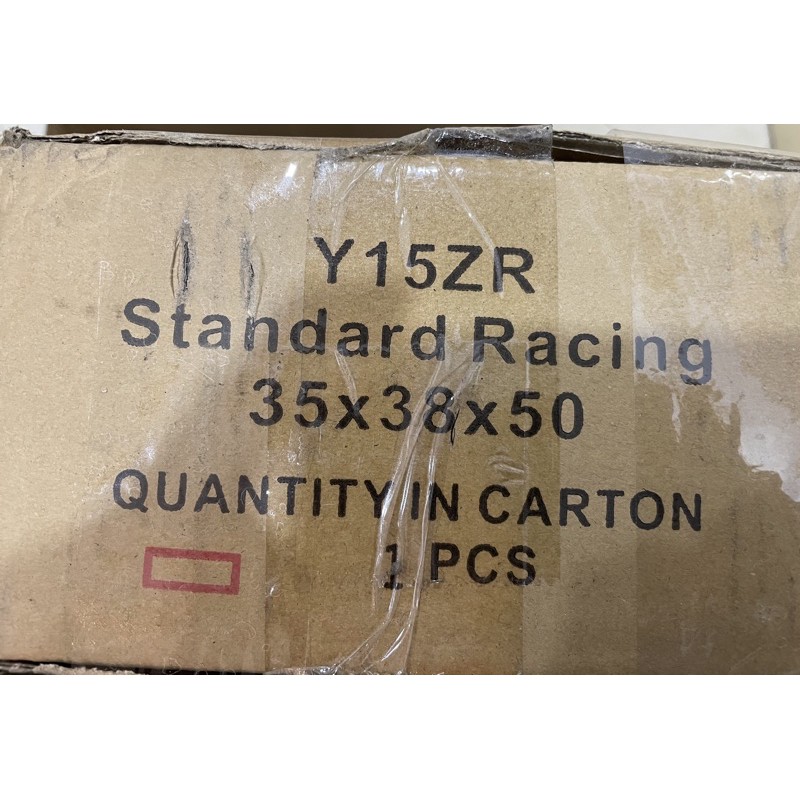 Y15ZR
Standard Racing
35x38x50
QUANTITY IN CARTON
1 PCS